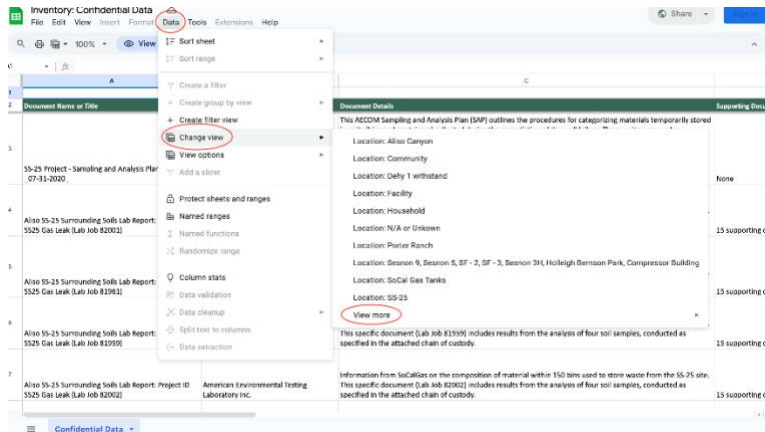 Inventory: Confidential Data
File Edit View Insert Format Data Tools Extensions Help
Share
100%
View
Sort sheet
Sort range
Create a filter
Create group by view
Create filter view
Change view
View options
Add a slicer
Protect sheets and ranges
Named ranges
Named functions
Randomize range
Column stats
Data validation
Data cleanup
Split text to columns
Data extraction
Location: Aliso Canyon
Location: Community
Location: Dehy 1 withstand
Location: Facility
Location: Household
Location: N/A or Unkown
Location: Porter Ranch
Location: Sesnon 9, Sesnon 5, SF - 2, SF - 3, Sesnon 3H, Holleigh Bernson Park, Compressor Building
Location: SoCal Gas Tanks
Location: SS-25
View more
A
C
Document Name or Title
Document Details
Supporting Docu
This AECOM Sampling and Analysis Plan (SAP) outlines the procedures for categorizing materials temporarily stored
SS-25 Project - Sampling and Analysis Plan
_07-31-2020_
None
4
Aliso SS-25 Surrounding Soils Lab Report:
SS25 Gas Leak (Lab Job 82001)
15 supporting d
5
Aliso SS-25 Surrounding Soils Lab Report:
SS25 Gas Leak (Lab Job 81961)
15 supporting d
6
Aliso SS-25 Surrounding Soils Lab Report:
SS25 Gas Leak (Lab Job 81959)
This specific document (Lab Job 81959) includes results from the analysis of four soil samples, conducted as
specified in the attached chain of custody.
15 supporting d
7
Aliso SS-25 Surrounding Soils Lab Report: Project ID
SS25 Gas Leak (Lab Job 82002)
American Environmental Testing
Laboratory Inc.
Information from SoCalGas on the composition of material within 150 bins used to store waste from the SS-25 site.
This specific document (Lab Job 82002) includes results from the analysis of four soil samples, conducted as
specified in the attached chain of custody.
15 supporting d
Confidential Data